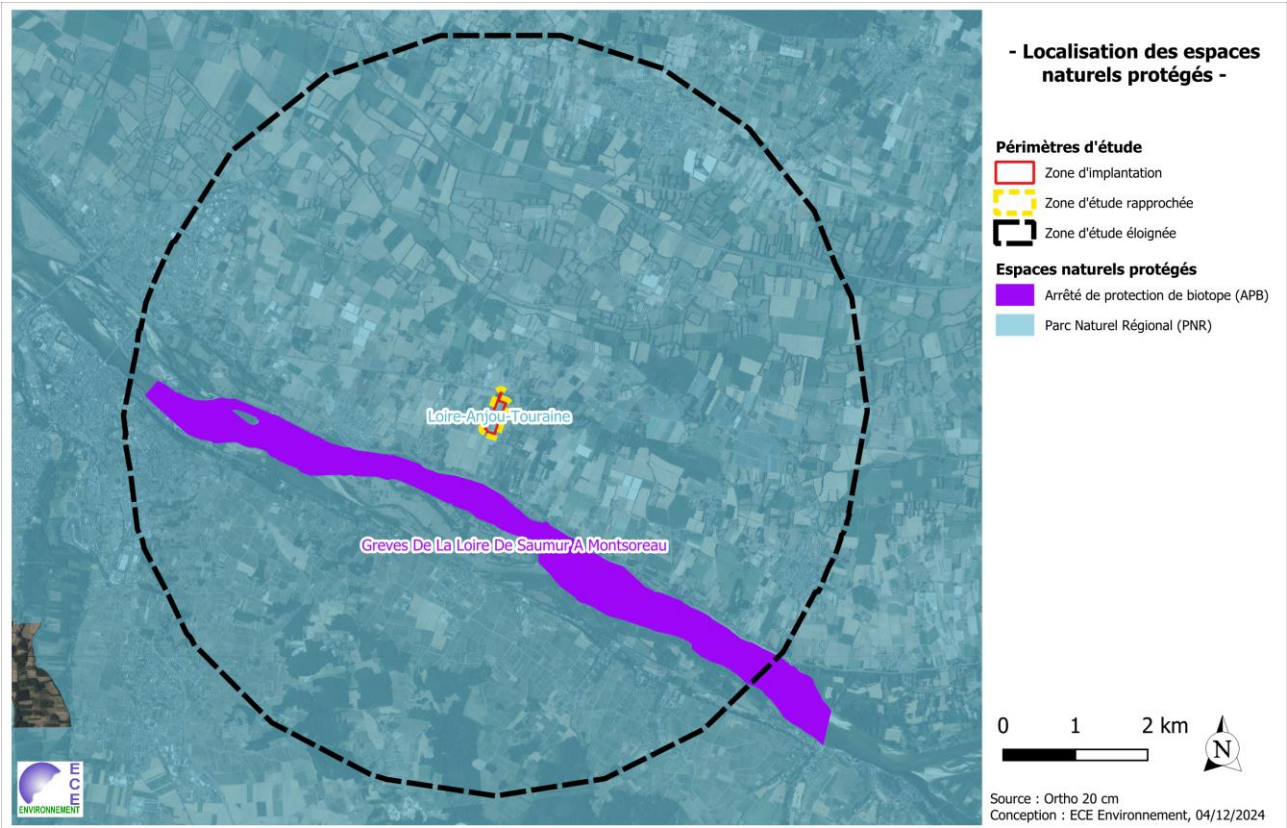 - Localisation des espaces
naturels protégés -
Périmètres d'étude
Zone d'implantation
Zone d'étude rapprochée
Zone d'étude éloignée
Espaces naturels protégés
Arrêté de protection de biotope (APB)
Parc Naturel Régional (PNR)
Loire-Anjou-Touraine
Greves De La Loire De Saumur A Montsoreau
0 1 2 km
N
Source : Ortho 20 cm
Conception : ECE Environnement, 04/12/2024
ECE
ENVIRONNEMENT